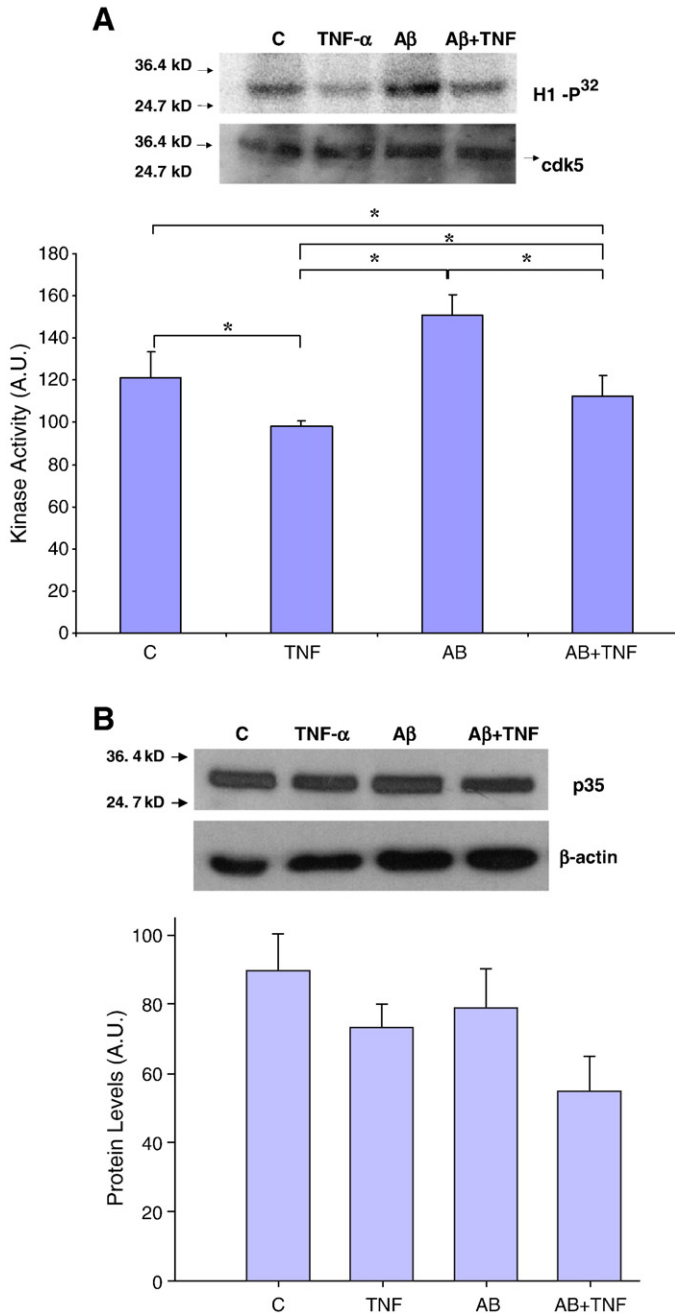 A
C TNF-α Aβ Aβ+TNF
36.4 kD
H1 -P32
24.7 kD
36.4 kD
cdk5
24.7 kD
*
*
* *
*
180
160
140
120
100
80
60
40
20
0
Kinase Activity (A.U.)
C TNF AB AB+TNF
B
C TNF-α Aβ Aβ+TNF
36. 4 kD
p35
24. 7 kD
β-actin
100
80
60
40
20
0
Protein Levels (A.U.)
C TNF AB AB+TNF